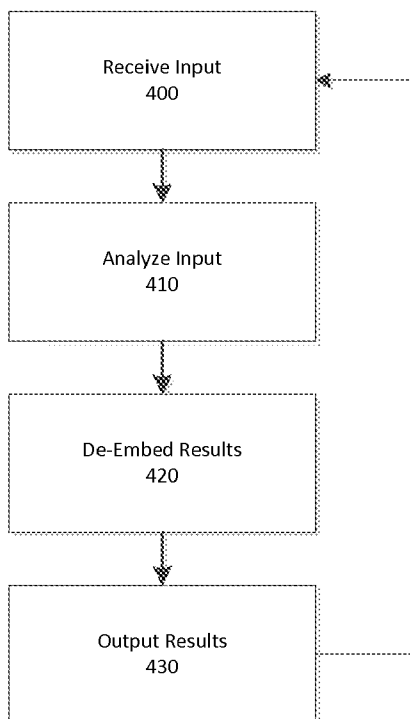 Receive Input
400
Analyze Input
410
De-Embed Results
420
Output Results
430